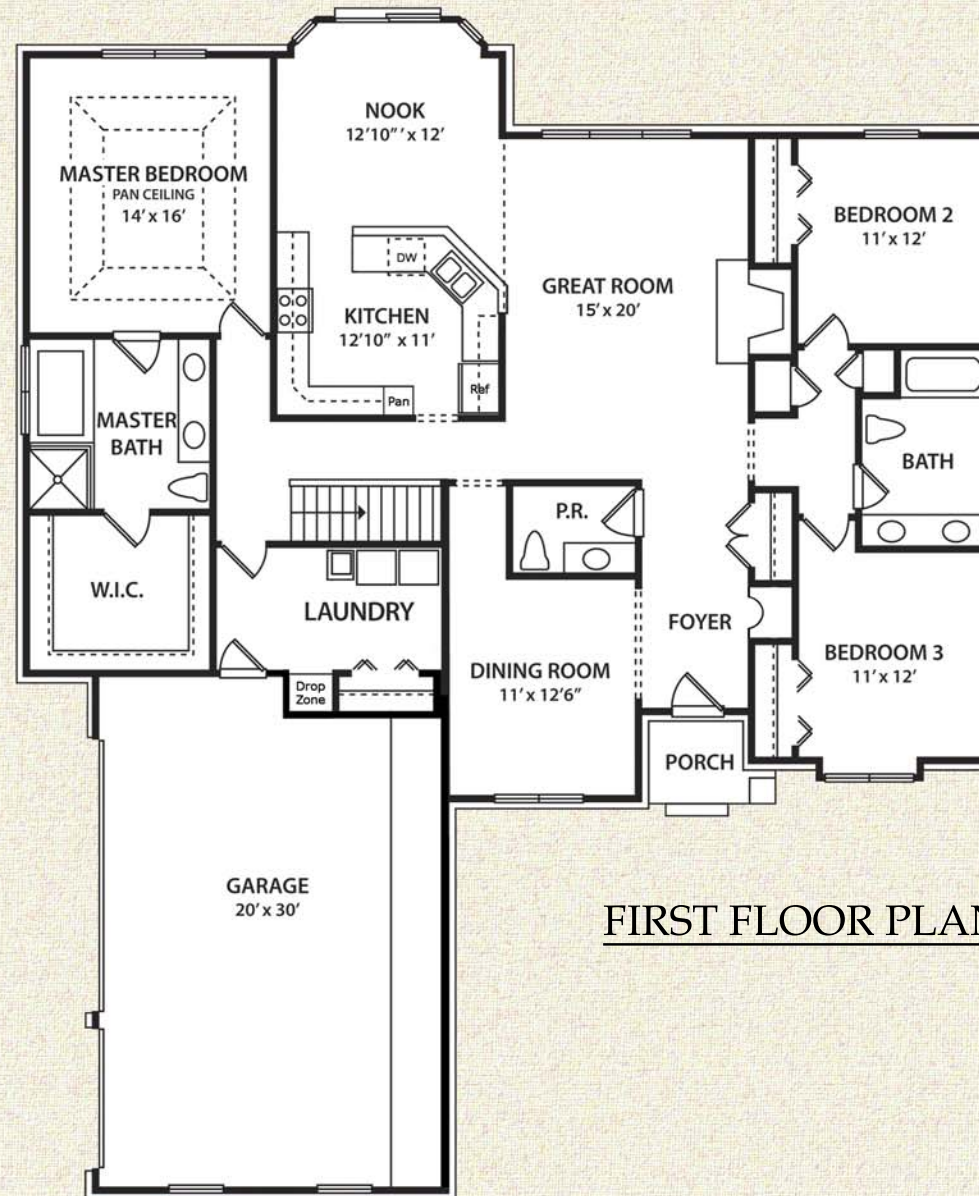 NOOK
12'10"' x 12'
MASTER BEDROOM
PAN CEILING
14' x 16'
BEDROOM 2
11' x 12'
DW
GREAT ROOM
15' x 20'
KITCHEN
12'10" x 11'
Ref
Pan
MASTER
BATH
BATH
P.R.
W.I.C.
LAUNDRY
FOYER
BEDROOM 3
11' x 12'
DINING ROOM
11' x 12'6"
Drop
Zone
PORCH
GARAGE
20' x 30'
FIRST FLOOR PLAN